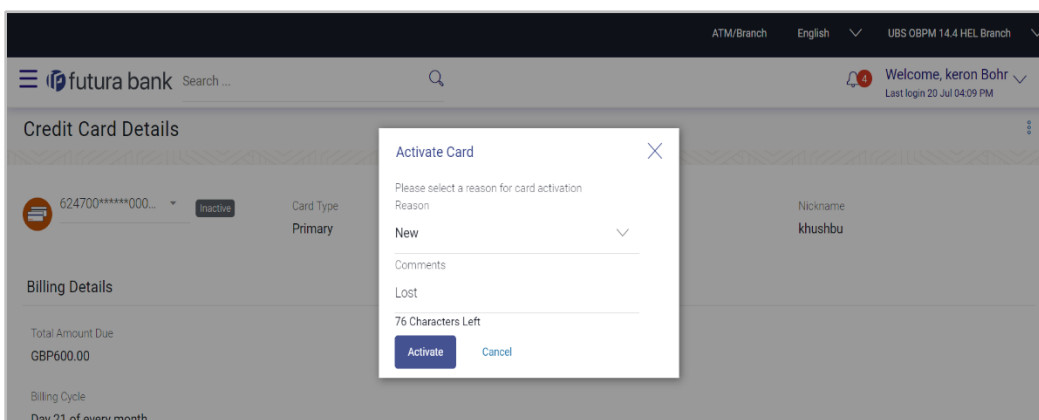 ATM/Branch English UBS OBPM 14.4 HEL Branch
futura bank Search ... 4 Welcome, keron Bohr
Last login 20 Jul 04:09 PM
Credit Card Details
Activate Card
Please select a reason for card activation
Reason
New
Comments
Lost
76 Characters Left
Activate Cancel
624700******000... Inactive
Card Type
Primary
Nickname
khushbu
Billing Details
Total Amount Due
GBP600.00
Billing Cycle
Day 21 of every month